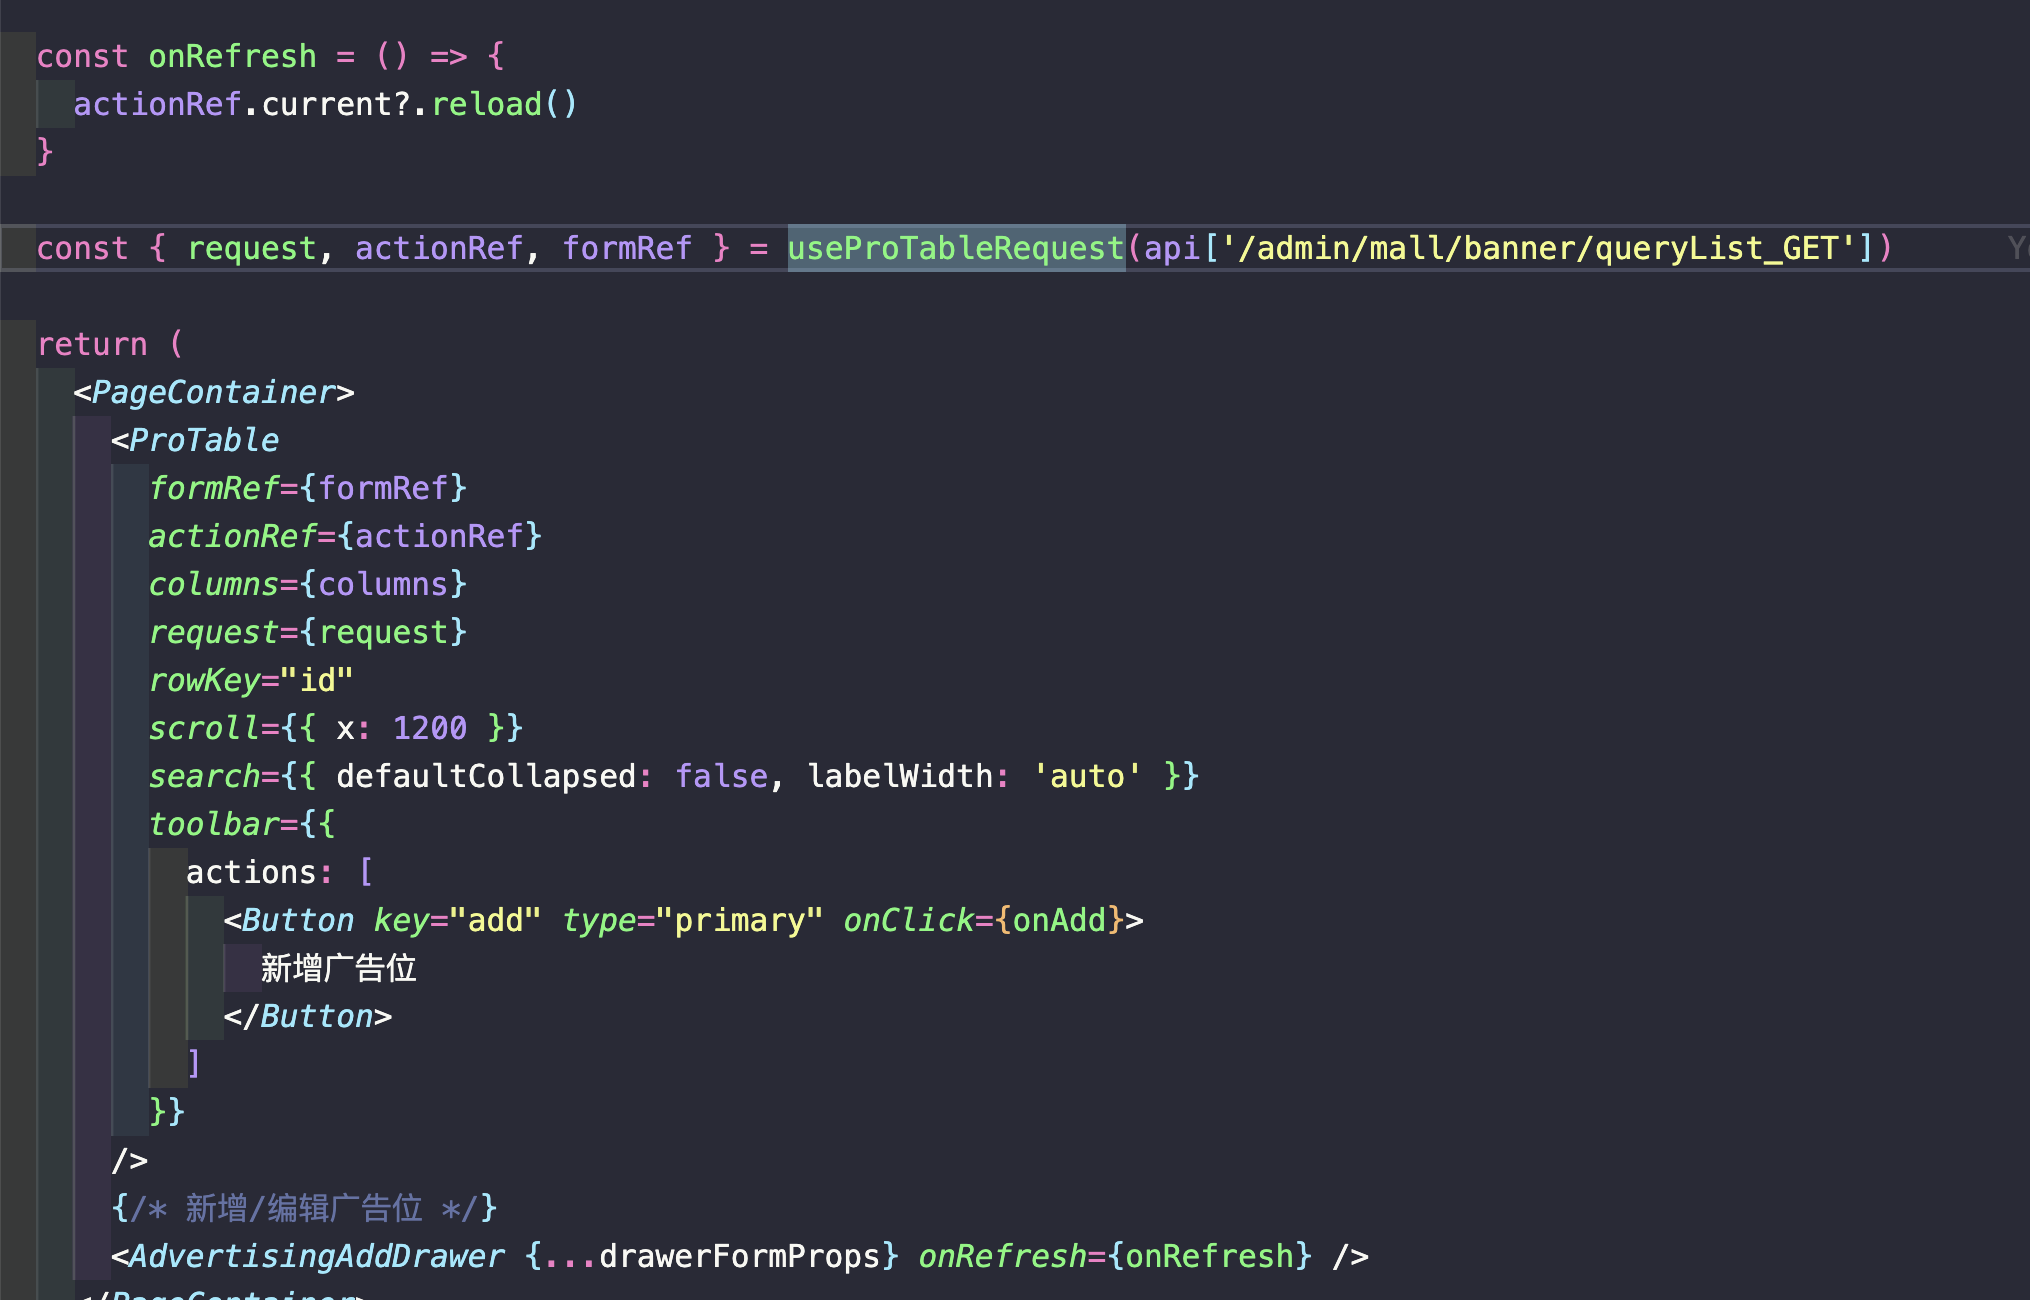 const onRefresh = () => {
  actionRef.current?.reload()
}
const { request, actionRef, formRef } = useProTableRequest(api['/admin/mall/banner/queryList_GET'])
return (
  <PageContainer>
    <ProTable
      formRef={formRef}
      actionRef={actionRef}
      columns={columns}
      request={request}
      rowKey="id"
      scroll={{ x: 1200 }}
      search={{ defaultCollapsed: false, labelWidth: 'auto' }}
      toolbar={{
        actions: [
          <Button key="add" type="primary" onClick={onAdd}>
            新增广告位
          </Button>
        ]
      }}
    />
    {/* 新增/编辑广告位 */}
    <AdvertisingAddDrawer {...drawerFormProps} onRefresh={onRefresh} />
  </PageContainer>